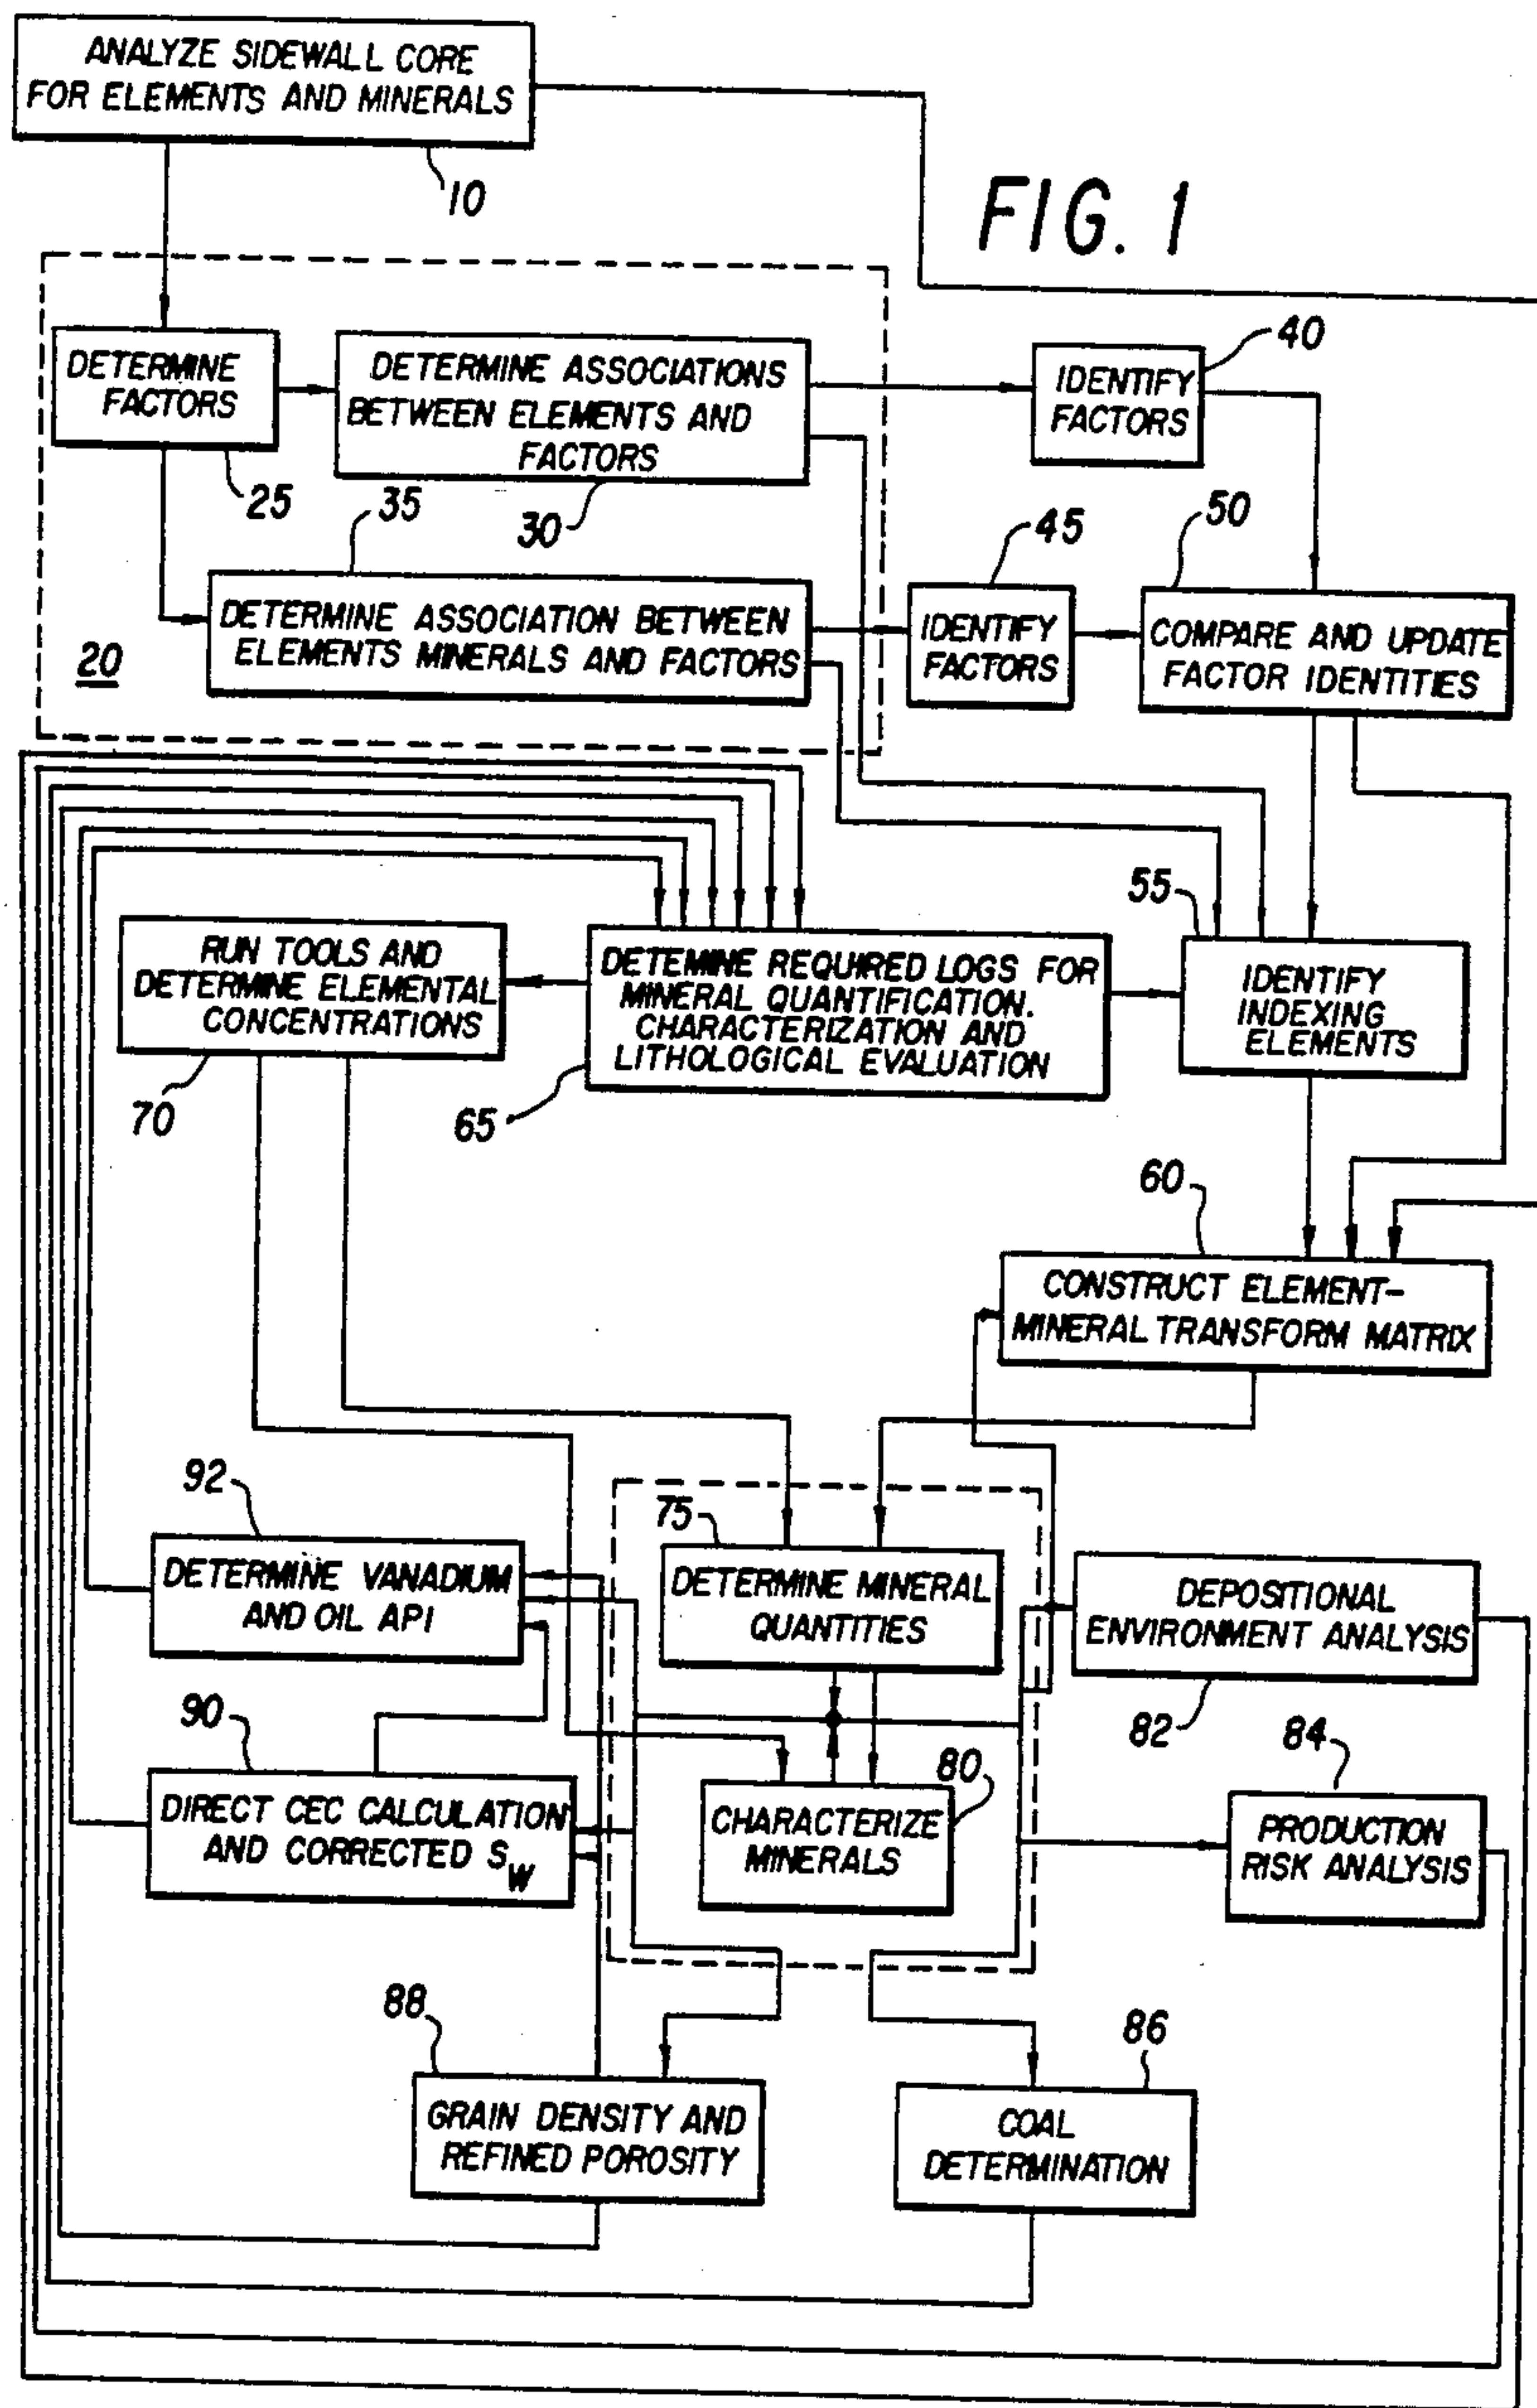 ANALYZE SIDEWALL CORE
FOR ELEMENTS AND MINERALS
10
FIG. 1
DETERMINE
FACTORS
25
DETERMINE ASSOCIATIONS
BETWEEN ELEMENTS AND
FACTORS
30
IDENTIFY
FACTORS
40
35
DETERMINE ASSOCIATION BETWEEN
ELEMENTS MINERALS AND FACTORS
20
45
IDENTIFY
FACTORS
50
COMPARE AND UPDATE
FACTOR IDENTITIES
RUN TOOLS AND
DETERMINE ELEMENTAL
CONCENTRATIONS
70
DETEMINE REQUIRED LOGS FOR
MINERAL QUANTIFICATION.
CHARACTERIZATION AND
LITHOLOGICAL EVALUATION
65
55
IDENTIFY
INDEXING
ELEMENTS
60
CONSTRUCT ELEMENT-
MINERAL TRANSFORM MATRIX
92
DETERMINE VANADIUM
AND OIL API
75
DETERMINE MINERAL
QUANTITIES
DEPOSITIONAL
ENVIRONMENT ANALYSIS
82
90
DIRECT CEC CALCULATION
AND CORRECTED SW
80
CHARACTERIZE
MINERALS
84
PRODUCTION
RISK ANALYSIS
88
GRAIN DENSITY AND
REFINED POROSITY
86
COAL
DETERMINATION